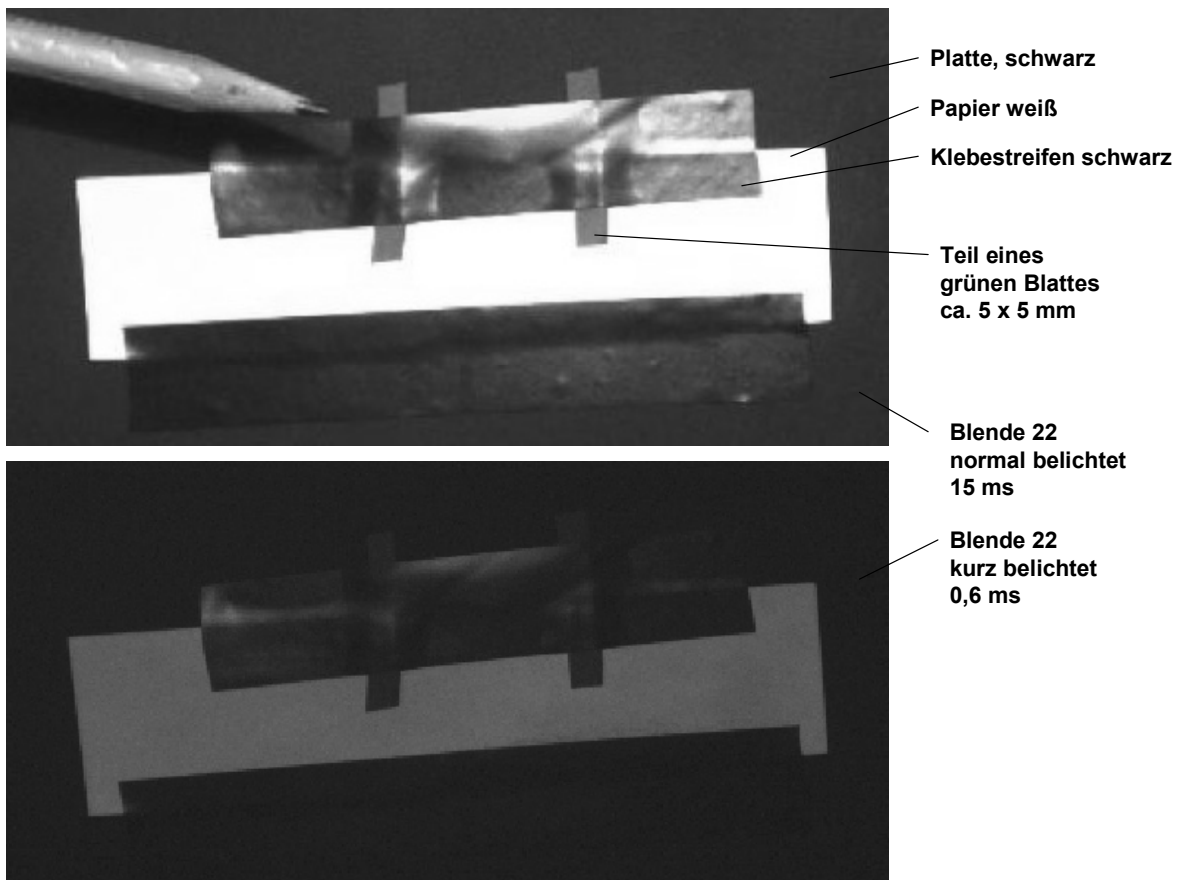 Platte, schwarz
Papier weiß
Klebestreifen schwarz
Teil eines
grünen Blattes
ca. 5 x 5 mm
Blende 22
normal belichtet
15 ms
Blende 22
kurz belichtet
0,6 ms